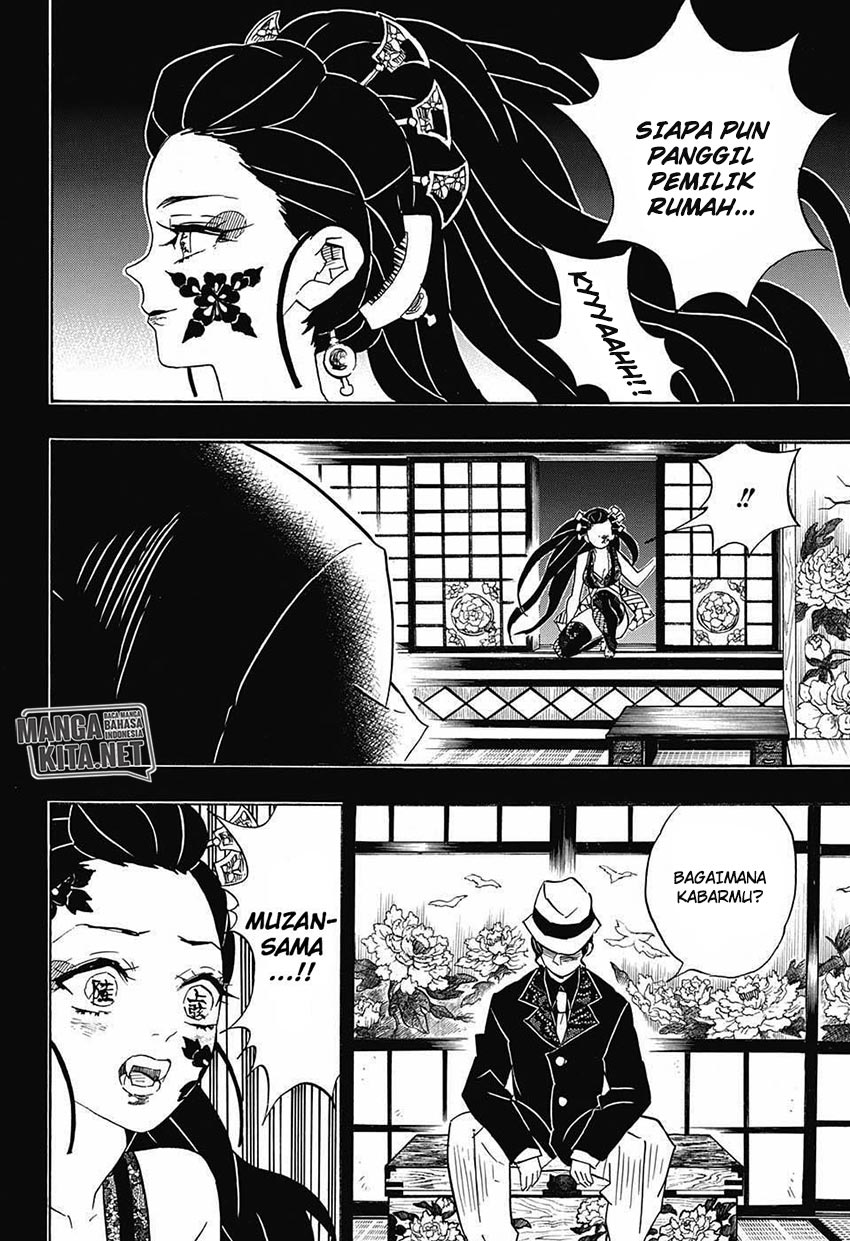 SIAPA PUN
PANGGIL
PEMILIK
RUMAH...
KYYYAAHH!!
!!
MANGA
KITA.NET
BACA MANGA
BAHASA
INDONESIA
MUZAN-
SAMA
...!!
上弦
陸
BAGAIMANA
KABARMU?